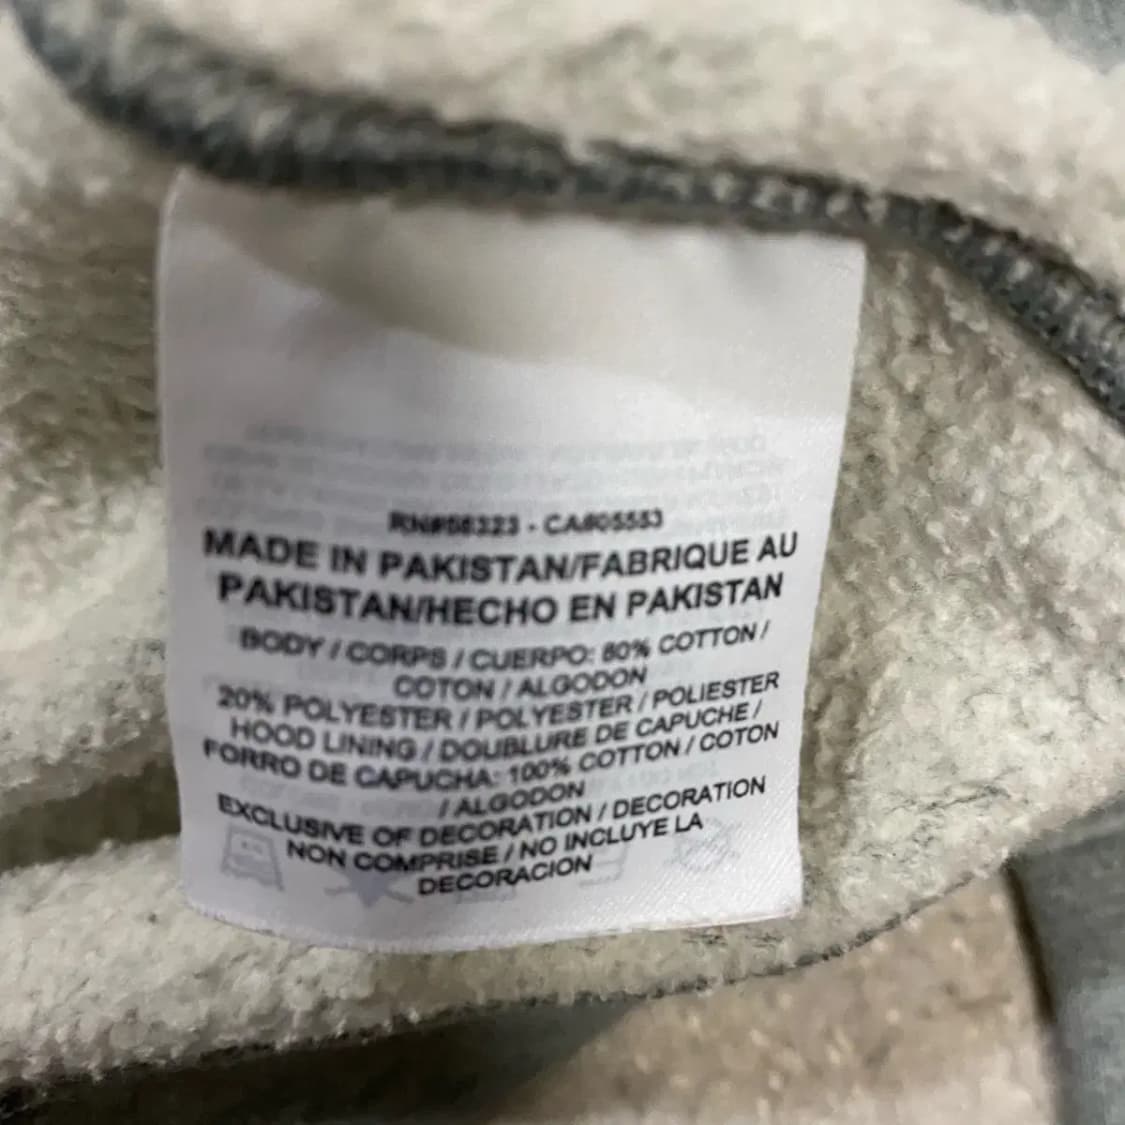 RN#56323 - CA#05553
MADE IN PAKISTAN/FABRIQUE AU
PAKISTAN/HECHO EN PAKISTAN
BODY / CORPS / CUERPO: 80% COTTON /
COTON / ALGODON
20% POLYESTER / POLYESTER / POLIESTER
HOOD LINING / DOUBLURE DE CAPUCHE /
FORRO DE CAPUCHA: 100% COTTON / COTON
/ ALGODON
EXCLUSIVE OF DECORATION / DECORATION
NON COMPRISE / NO INCLUYE LA
DECORACION